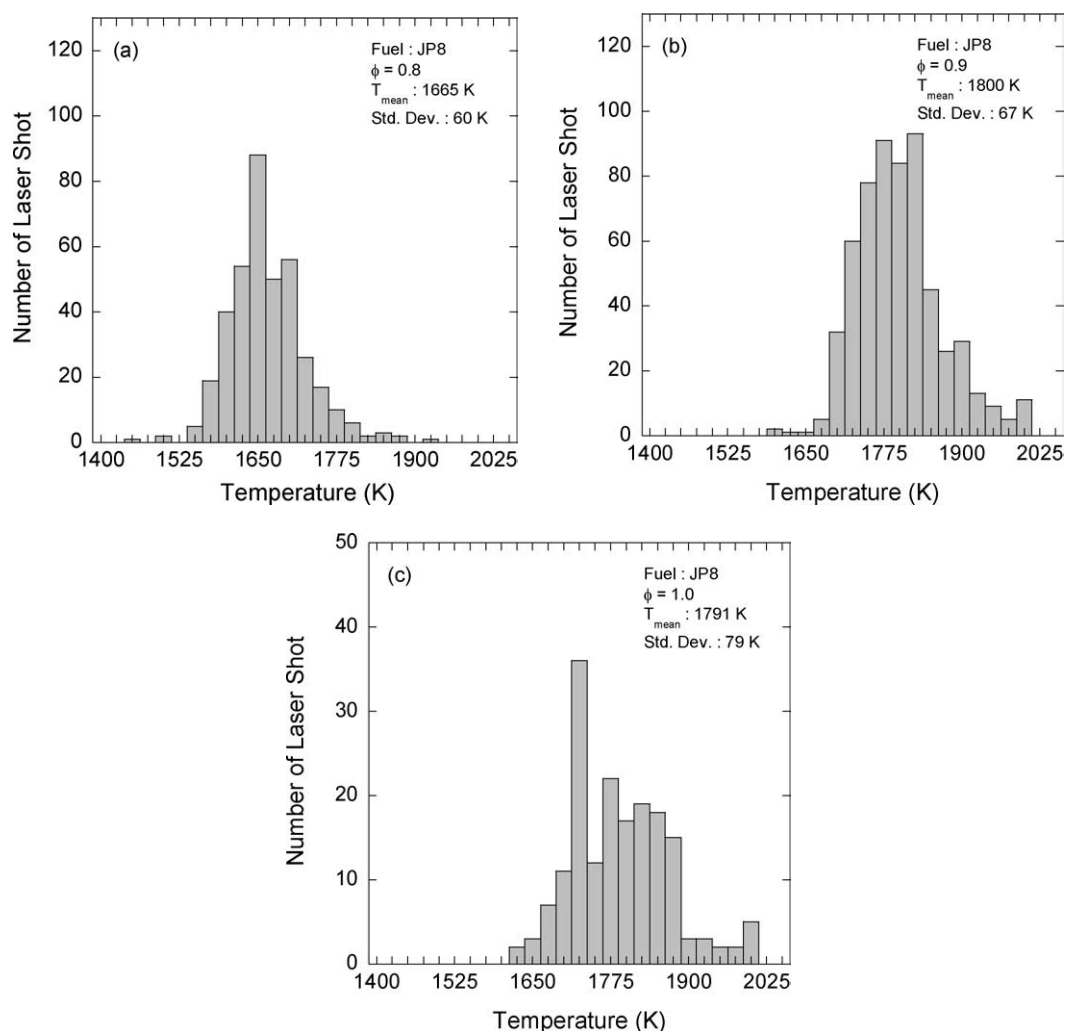 (a)
Fuel : JP8
ϕ = 0.8
T_mean : 1665 K
Std. Dev. : 60 K
120
100
80
60
40
20
0
Number of Laser Shot
1400 1525 1650 1775 1900 2025
Temperature (K)
(b)
Fuel : JP8
ϕ = 0.9
T_mean : 1800 K
Std. Dev. : 67 K
120
100
80
60
40
20
0
Number of Laser Shot
1400 1525 1650 1775 1900 2025
Temperature (K)
(c)
Fuel : JP8
ϕ = 1.0
T_mean : 1791 K
Std. Dev. : 79 K
50
40
30
20
10
0
Number of Laser Shot
1400 1525 1650 1775 1900 2025
Temperature (K)